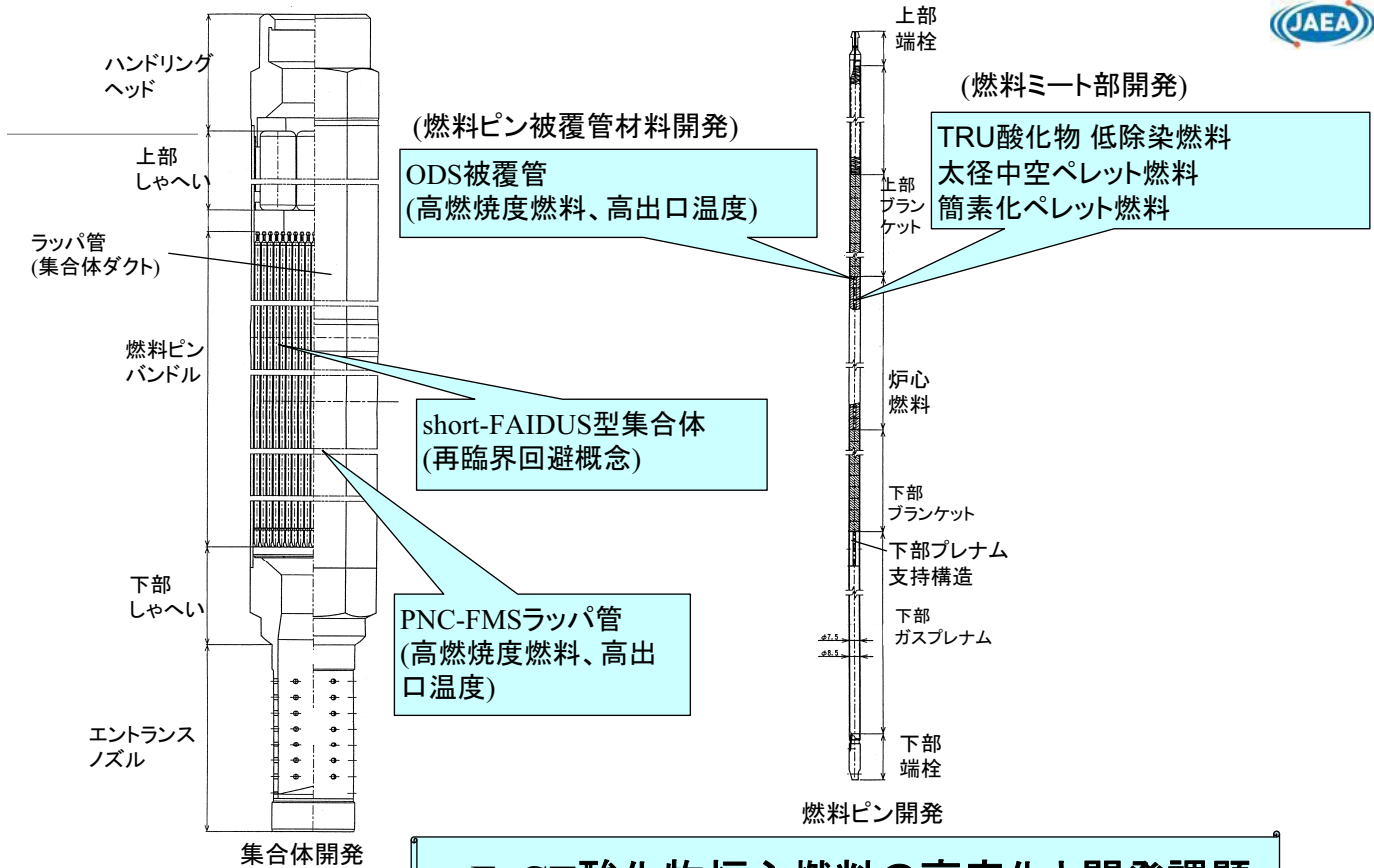 JAEA
ハンドリング
ヘッド
上部
しゃへい
ラッパ管
(集合体ダクト)
燃料ピン
バンドル
下部
しゃへい
エントランス
ノズル
集合体開発
(燃料ピン被覆管材料開発)
ODS被覆管
(高燃焼度燃料、高出口温度)
short-FAIDUS型集合体
(再臨界回避概念)
PNC-FMSラッパ管
(高燃焼度燃料、高出
口温度)
上部
端栓
(燃料ミート部開発)
TRU酸化物 低除染燃料
太径中空ペレット燃料
簡素化ペレット燃料
上部
ブラン
ケット
炉心
燃料
下部
ブランケット
下部プレナム
支持構造
下部
ガスプレナム
φ7.5
φ8.5
下部
端栓
燃料ピン開発